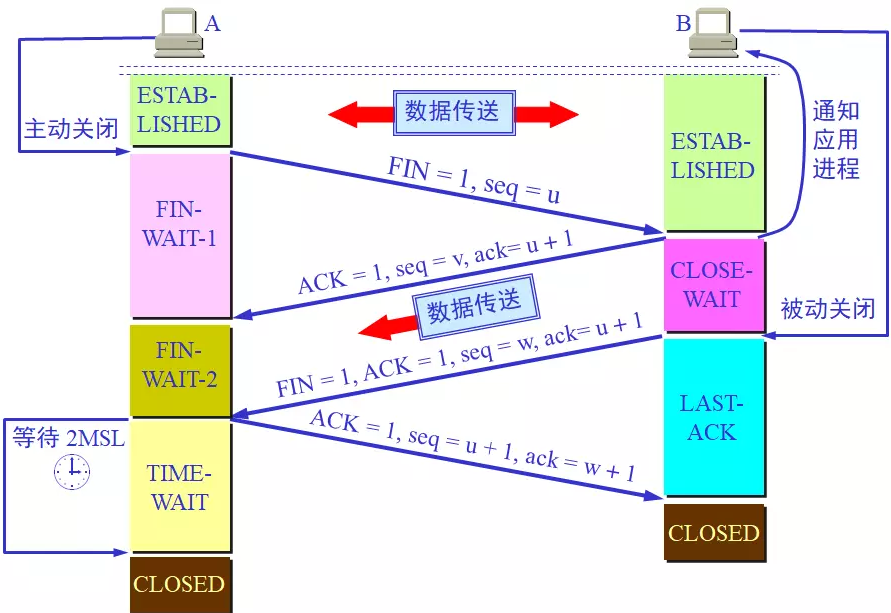 A
B
ESTAB-
LISHED
数据传送
主动关闭
通知
应用
进程
ESTAB-
LISHED
FIN = 1, seq = u
FIN-
WAIT-1
ACK = 1, seq = v, ack= u + 1
CLOSE-
WAIT
数据传送
被动关闭
FIN-
WAIT-2
FIN = 1, ACK = 1, seq = w, ack= u + 1
LAST-
ACK
等待 2MSL
ACK = 1, seq = u + 1, ack = w + 1
TIME-
WAIT
CLOSED
CLOSED